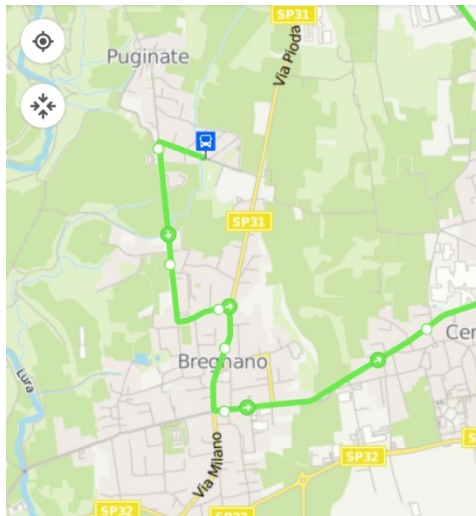 SP31
Puginate
Via Pioda
SP31
Bregnano
Cer
Lura
Via Milano
SP32
SP32
SP32
S